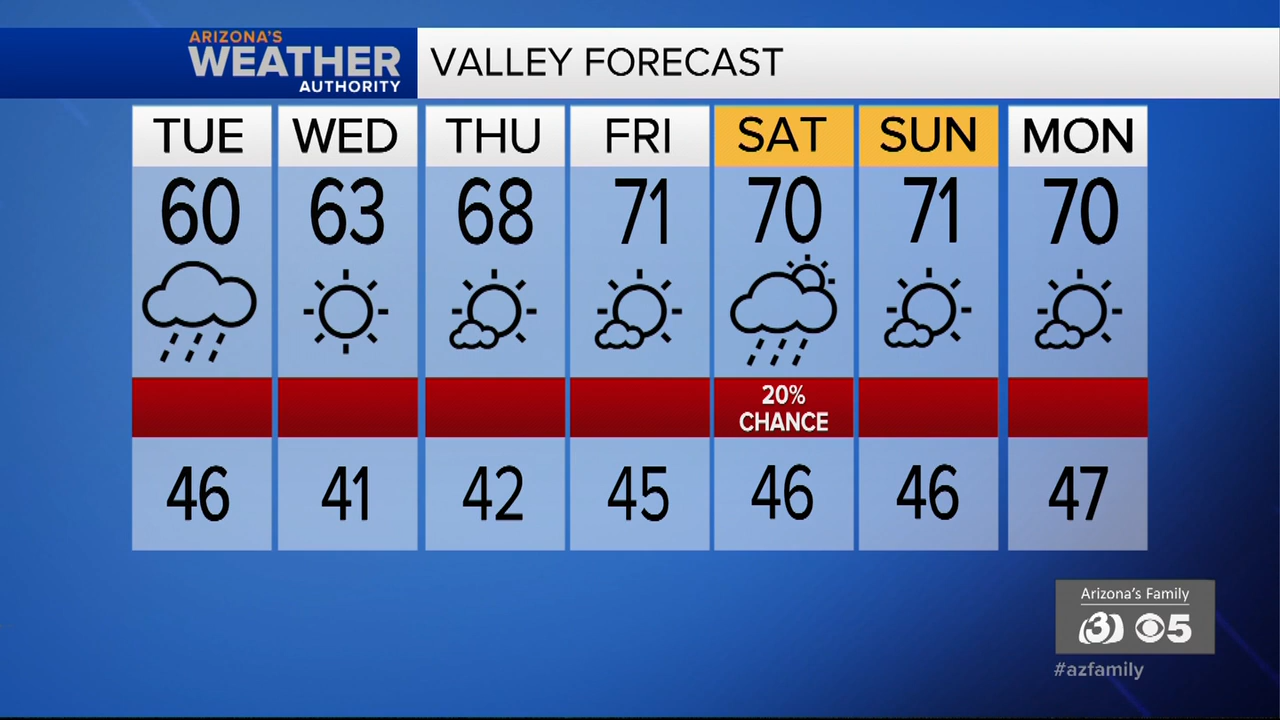 ARIZONA'S
WEATHER
AUTHORITY
VALLEY FORECAST
TUE WED THU FRI SAT SUN MON
60 63 68 71 70 71 70
20%
CHANCE
46 41 42 45 46 46 47
Arizona's Family
3 5
#azfamily